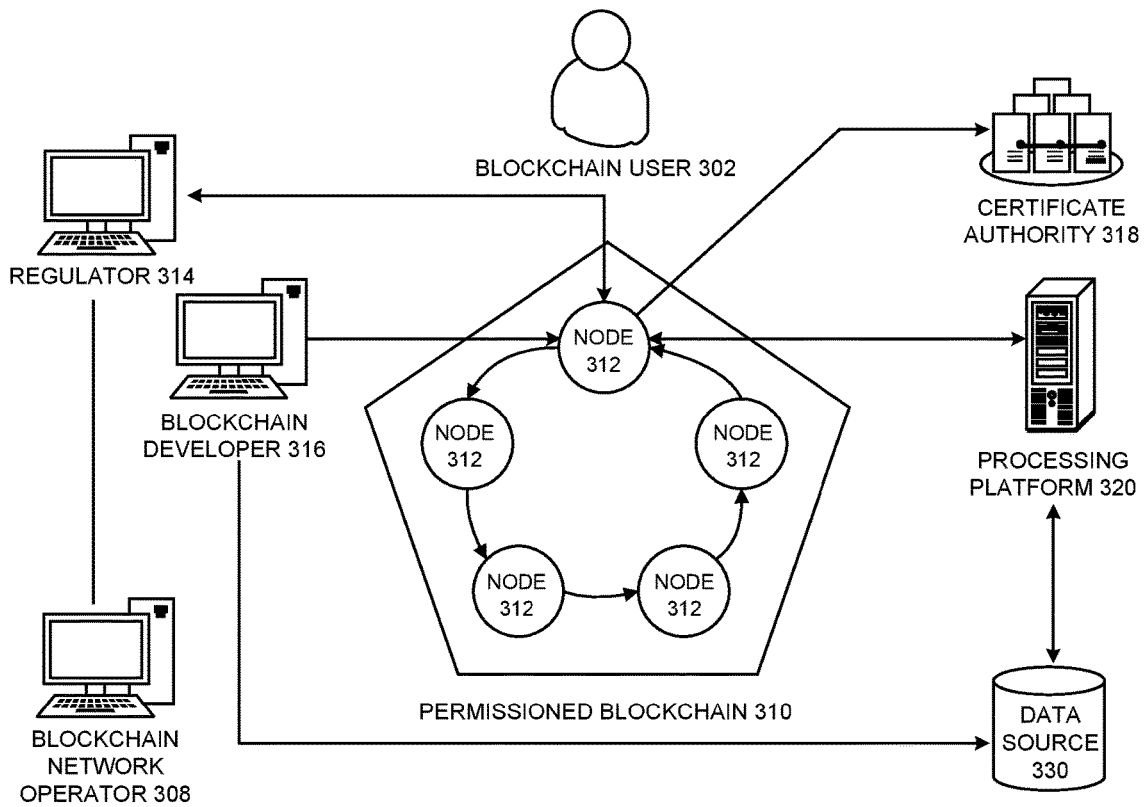 BLOCKCHAIN USER 302
CERTIFICATE
AUTHORITY 318
REGULATOR 314
NODE
312
BLOCKCHAIN
DEVELOPER 316
NODE
312
NODE
312
PROCESSING
PLATFORM 320
NODE
312
NODE
312
PERMISSIONED BLOCKCHAIN 310
BLOCKCHAIN
NETWORK
OPERATOR 308
DATA
SOURCE
330